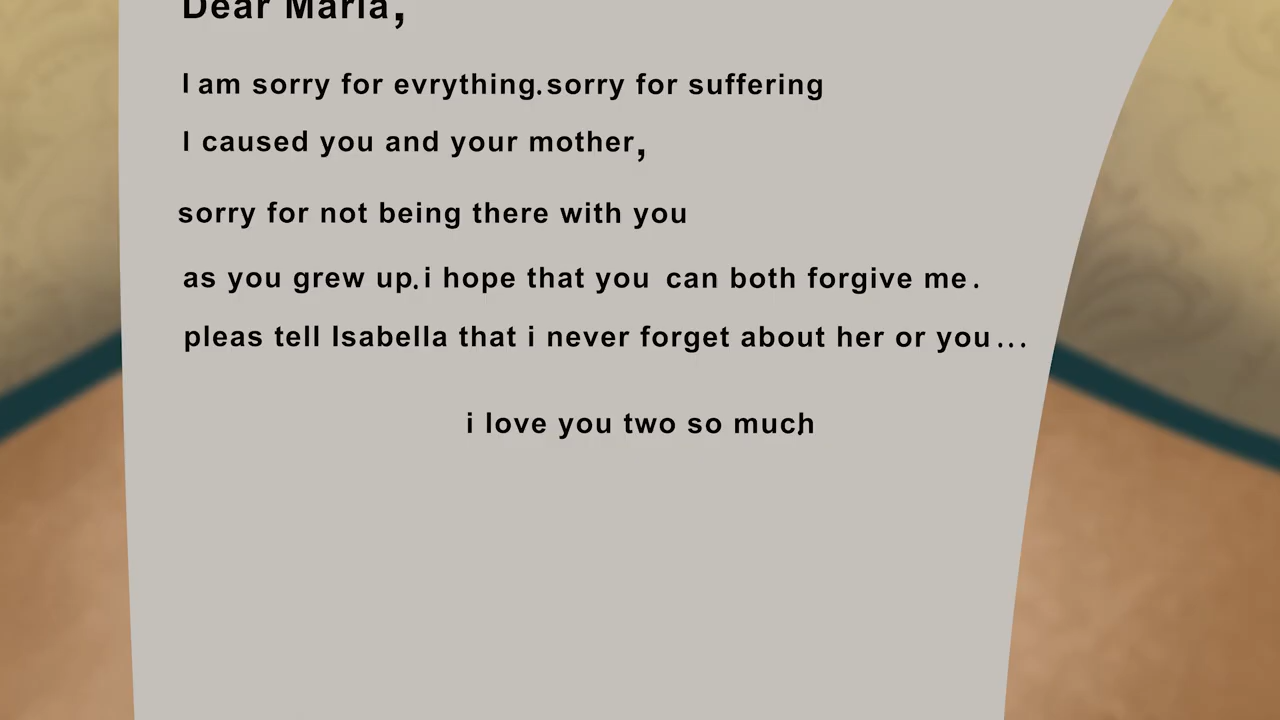 Dear Maria,
I am sorry for evrything.sorry for suffering
I caused you and your mother,
sorry for not being there with you
as you grew up.i hope that you can both forgive me.
pleas tell Isabella that i never forget about her or you...
i love you two so much